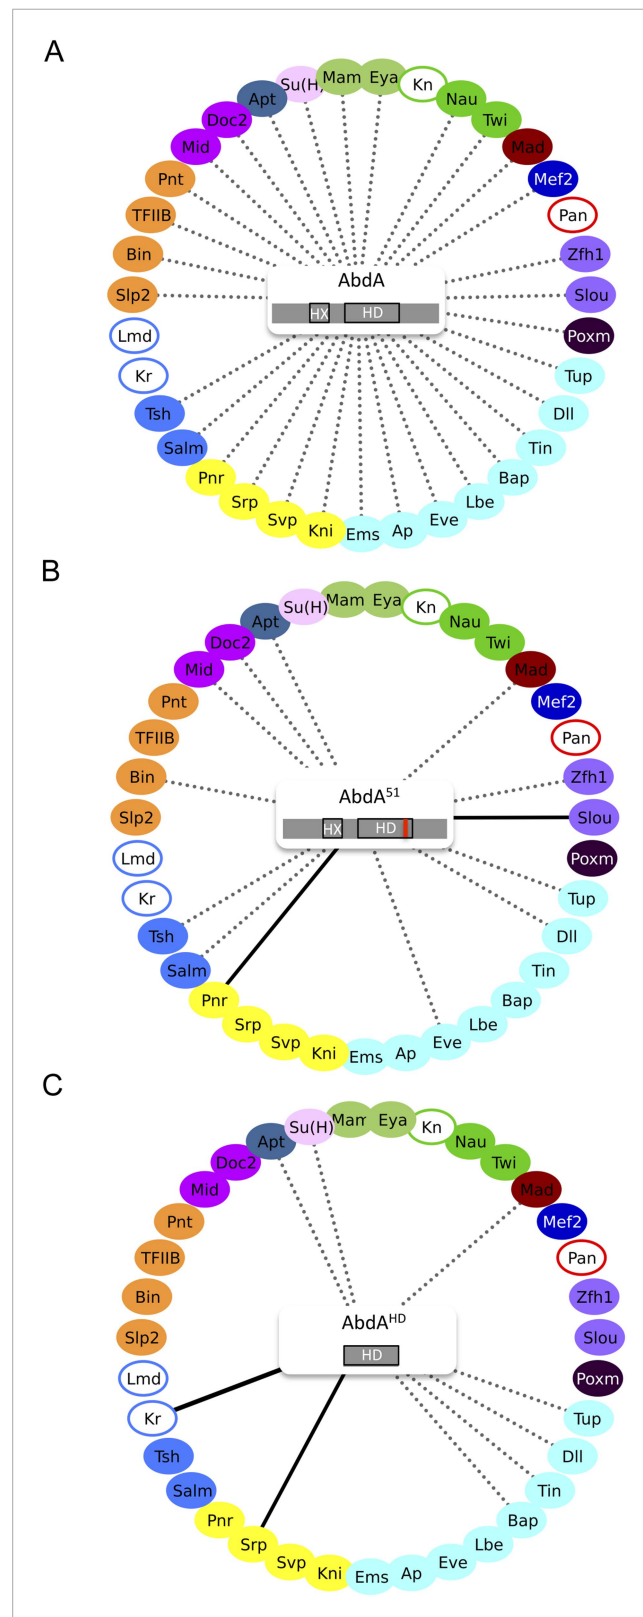 A
Su(H)
Mam
Eya
Kn
Nau
Twi
Mad
Mef2
Pan
Zfh1
Slou
Poxm
Tup
Dll
Tin
Bap
Lbe
Eve
Ap
Ems
Kni
Svp
Srp
Pnr
Salm
Tsh
Kr
Lmd
Slp2
Bin
TFIIB
Pnt
Mid
Doc2
Apt
AbdA
HX
HD
B
Su(H)
Mam
Eya
Kn
Nau
Twi
Mad
Mef2
Pan
Zfh1
Slou
Poxm
Tup
Dll
Tin
Bap
Lbe
Eve
Ap
Ems
Kni
Svp
Srp
Pnr
Salm
Tsh
Kr
Lmd
Slp2
Bin
TFIIB
Pnt
Mid
Doc2
Apt
AbdA⁵¹
HX
HD
C
Su(H)
Mam
Eya
Kn
Nau
Twi
Mad
Mef2
Pan
Zfh1
Slou
Poxm
Tup
Dll
Tin
Bap
Lbe
Eve
Ap
Ems
Kni
Svp
Srp
Pnr
Salm
Tsh
Kr
Lmd
Slp2
Bin
TFIIB
Pnt
Mid
Doc2
Apt
AbdAᴴᴰ
HD